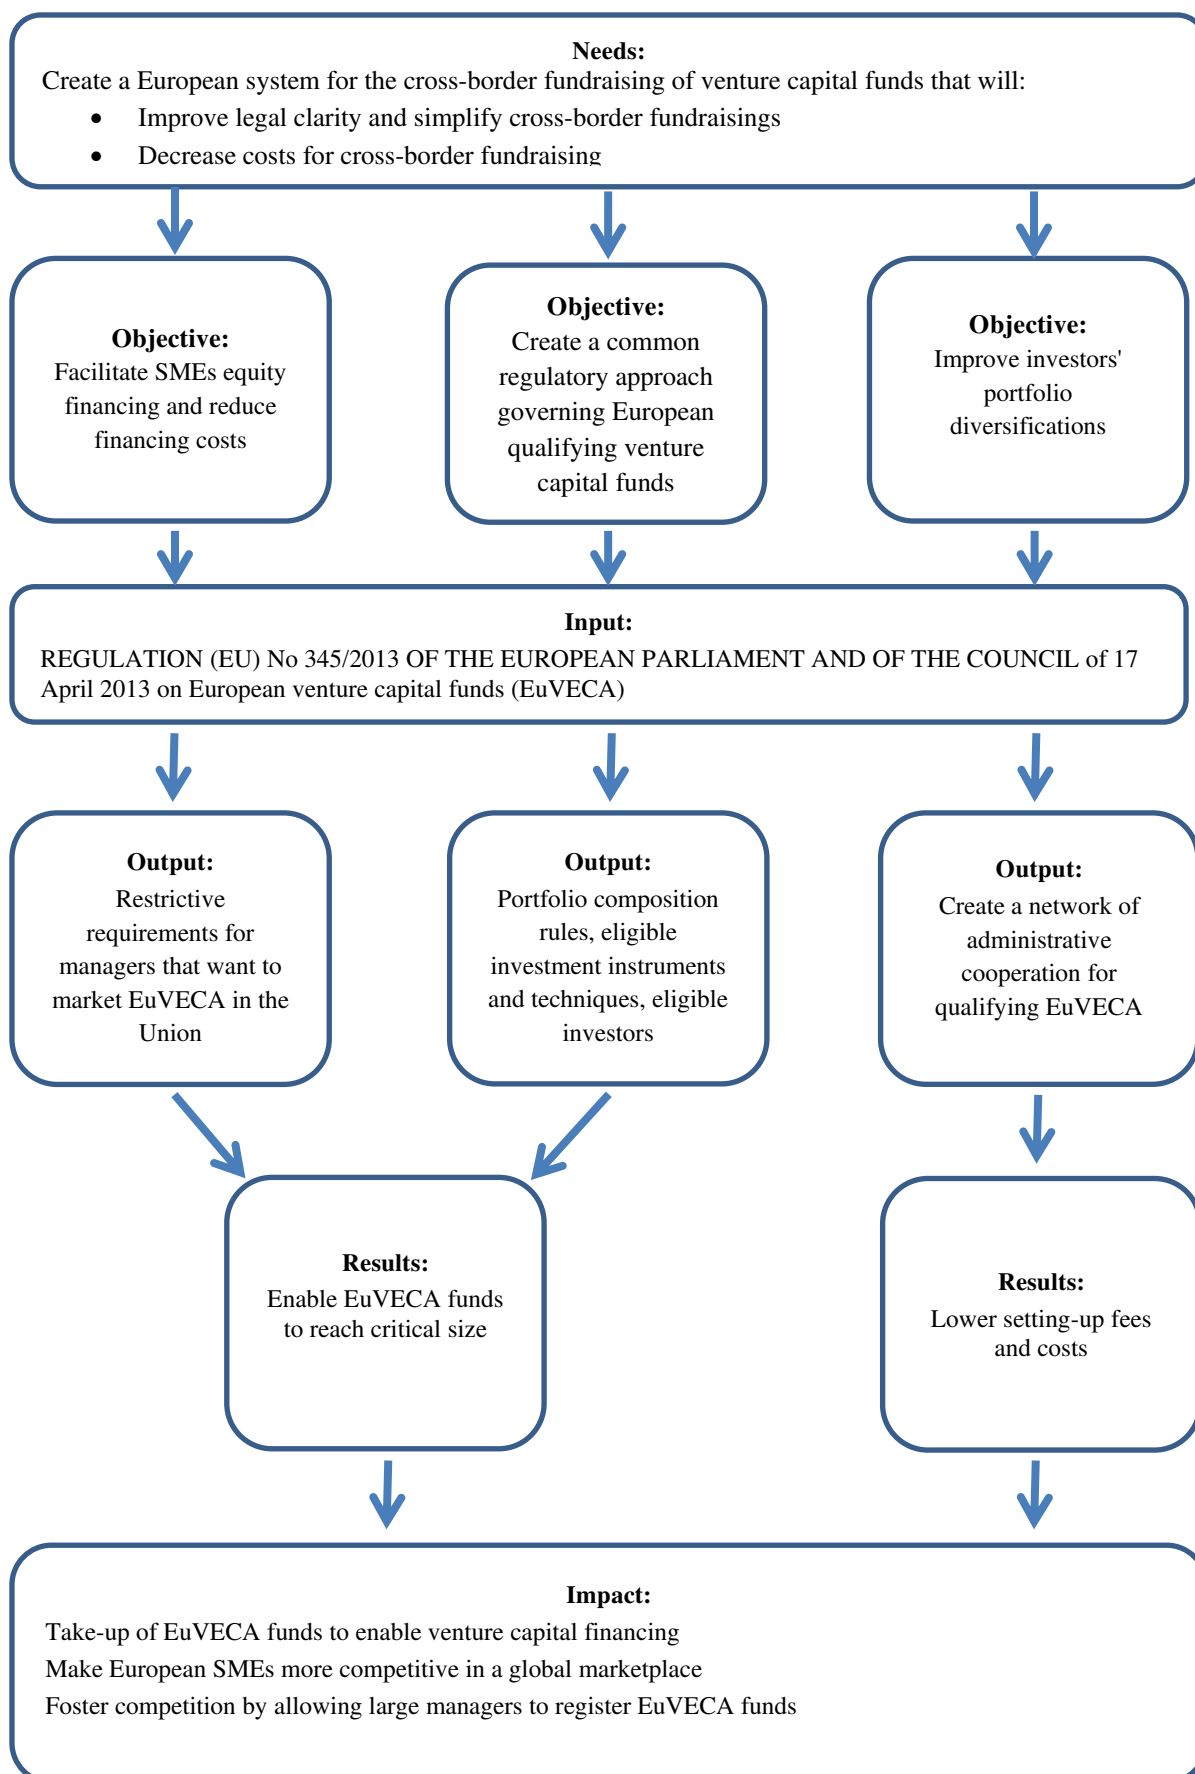 Needs:
Create a European system for the cross-border fundraising of venture capital funds that will:
• Improve legal clarity and simplify cross-border fundraisings
• Decrease costs for cross-border fundraising
Objective:
Facilitate SMEs equity
financing and reduce
financing costs
Objective:
Create a common
regulatory approach
governing European
qualifying venture
capital funds
Objective:
Improve investors'
portfolio
diversifications
Input:
REGULATION (EU) No 345/2013 OF THE EUROPEAN PARLIAMENT AND OF THE COUNCIL of 17
April 2013 on European venture capital funds (EuVECA)
Output:
Restrictive
requirements for
managers that want to
market EuVECA in the
Union
Output:
Portfolio composition
rules, eligible
investment instruments
and techniques, eligible
investors
Output:
Create a network of
administrative
cooperation for
qualifying EuVECA
Results:
Enable EuVECA funds
to reach critical size
Results:
Lower setting-up fees
and costs
Impact:
Take-up of EuVECA funds to enable venture capital financing
Make European SMEs more competitive in a global marketplace
Foster competition by allowing large managers to register EuVECA funds